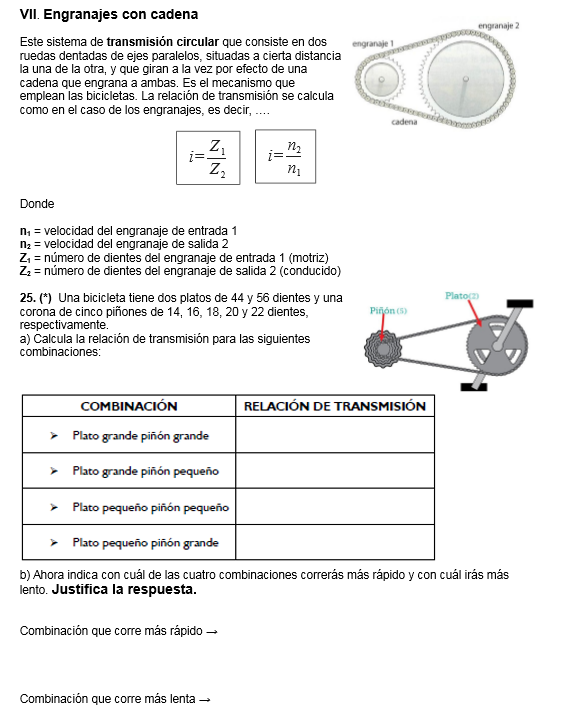 VII. Engranajes con cadena
engranaje 2
Este sistema de transmisión circular que consiste en dos
ruedas dentadas de ejes paralelos, situadas a cierta distancia
la una de la otra, y que giran a la vez por efecto de una
cadena que engrana a ambas. Es el mecanismo que
emplean las bicicletas. La relación de transmisión se calcula
como en el caso de los engranajes, es decir, ….
engranaje 1
cadena
i=Z₁/Z₂
i=n₂/n₁
Donde
n₁ = velocidad del engranaje de entrada 1
n₂ = velocidad del engranaje de salida 2
Z₁ = número de dientes del engranaje de entrada 1 (motriz)
Z₂ = número de dientes del engranaje de salida 2 (conducido)
25. (*) Una bicicleta tiene dos platos de 44 y 56 dientes y una
corona de cinco piñones de 14, 16, 18, 20 y 22 dientes,
respectivamente.
a) Calcula la relación de transmisión para las siguientes
combinaciones:
Plato(2)
Piñón (5)
COMBINACIÓN RELACIÓN DE TRANSMISIÓN
➢ Plato grande piñón grande
➢ Plato grande piñón pequeño
➢ Plato pequeño piñón pequeño
➢ Plato pequeño piñón grande
b) Ahora indica con cuál de las cuatro combinaciones correrás más rápido y con cuál irás más
lento. Justifica la respuesta.
Combinación que corre más rápido →
Combinación que corre más lenta →